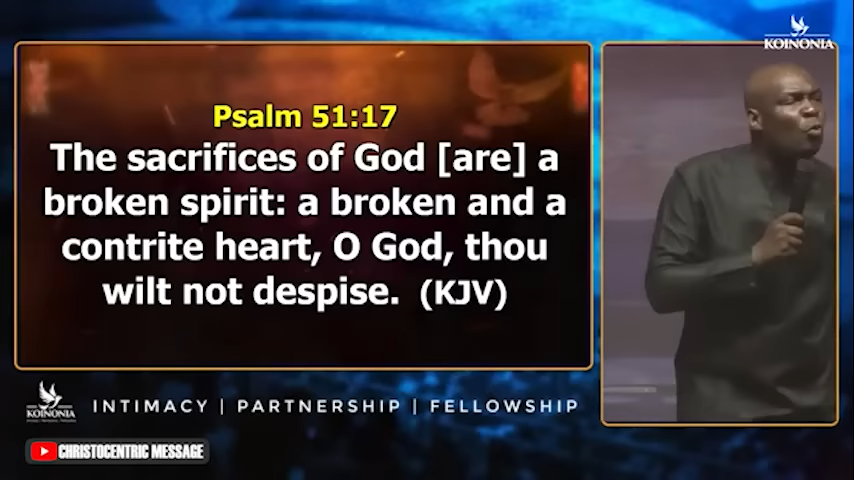 KOINONIA
Psalm 51:17
The sacrifices of God [are] a
broken spirit: a broken and a
contrite heart, O God, thou
wilt not despise. (KJV)
KOINONIA
INTIMACY | PARTNERSHIP | FELLOWSHIP
CHRISTOCENTRIC MESSAGE